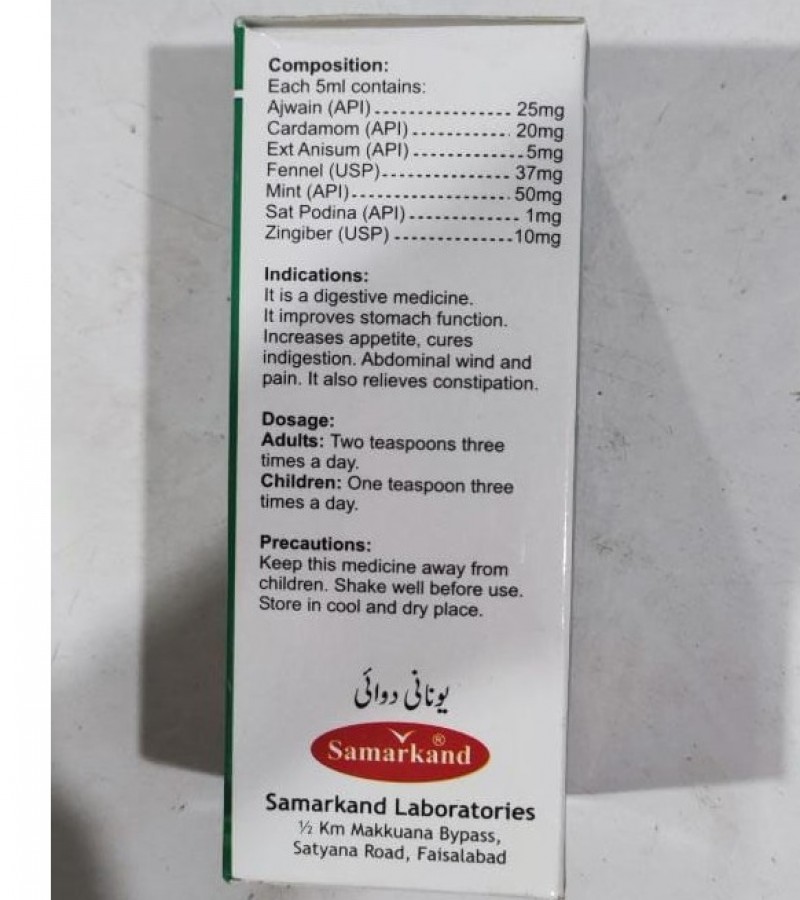 Composition:
Each 5ml contains:
Ajwain (API)................... 25mg
Cardamom (API)............. 20mg
Ext Anisum (API)..............5mg
Fennel (USP)................... 37mg
Mint (API)........................ 50mg
Sat Podina (API)............... 1mg
Zingiber (USP) ................10mg
Indications:
It is a digestive medicine.
It improves stomach function.
Increases appetite, cures
indigestion. Abdominal wind and
pain. It also relieves constipation.
Dosage:
Adults: Two teaspoons three
times a day.
Children: One teaspoon three
times a day.
Precautions:
Keep this medicine away from
children. Shake well before use.
Store in cool and dry place.
یونانی دوائی
Samarkand ®
Samarkand Laboratories
½ Km Makkuana Bypass,
Satyana Road, Faisalabad